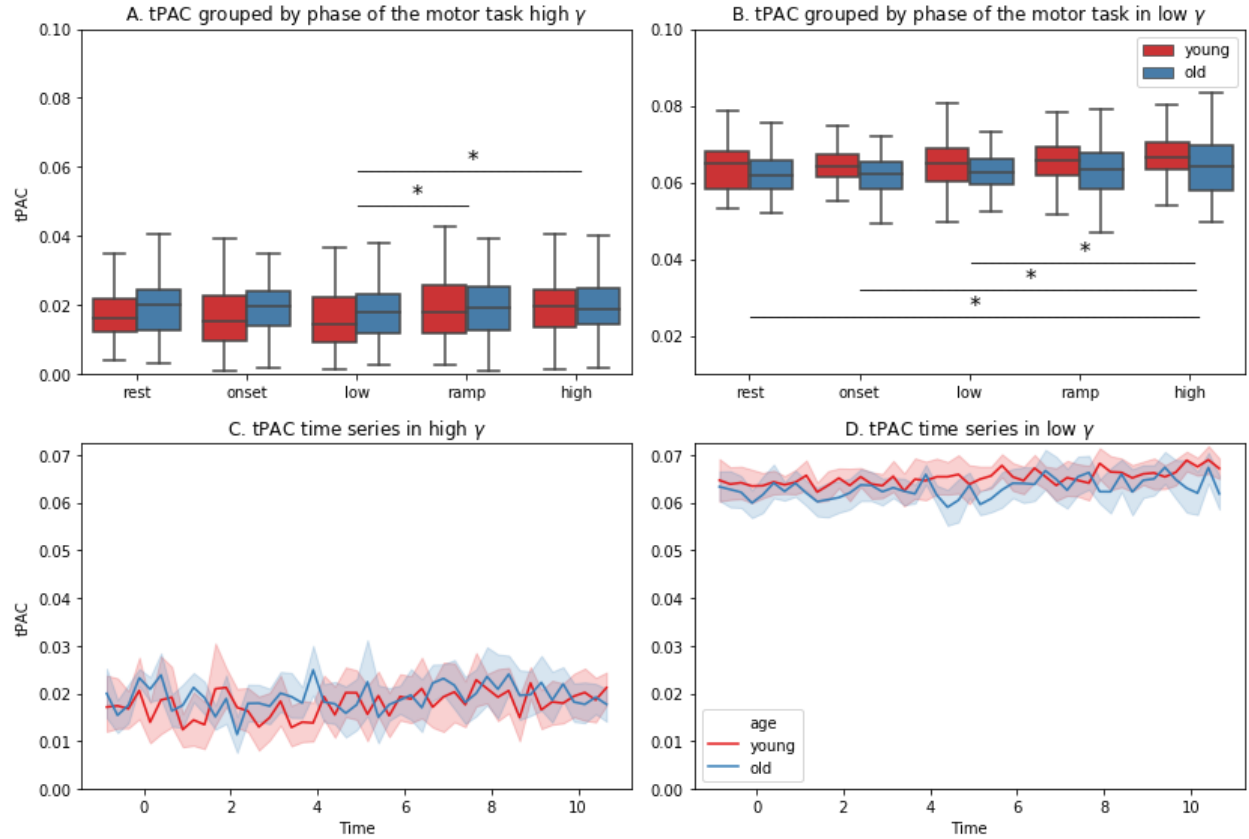 A. tPAC grouped by phase of the motor task high γ
0.10
0.08
0.06
0.04
0.02
0.00
tPAC
*
*
rest onset low ramp high
B. tPAC grouped by phase of the motor task in low γ
young
old
0.10
0.08
0.06
0.04
0.02
*
*
*
rest onset low ramp high
C. tPAC time series in high γ
0.07
0.06
0.05
0.04
0.03
0.02
0.01
0.00
tPAC
0 2 4 6 8 10
Time
D. tPAC time series in low γ
0.07
0.06
0.05
0.04
0.03
0.02
0.01
0.00
age
young
old
0 2 4 6 8 10
Time